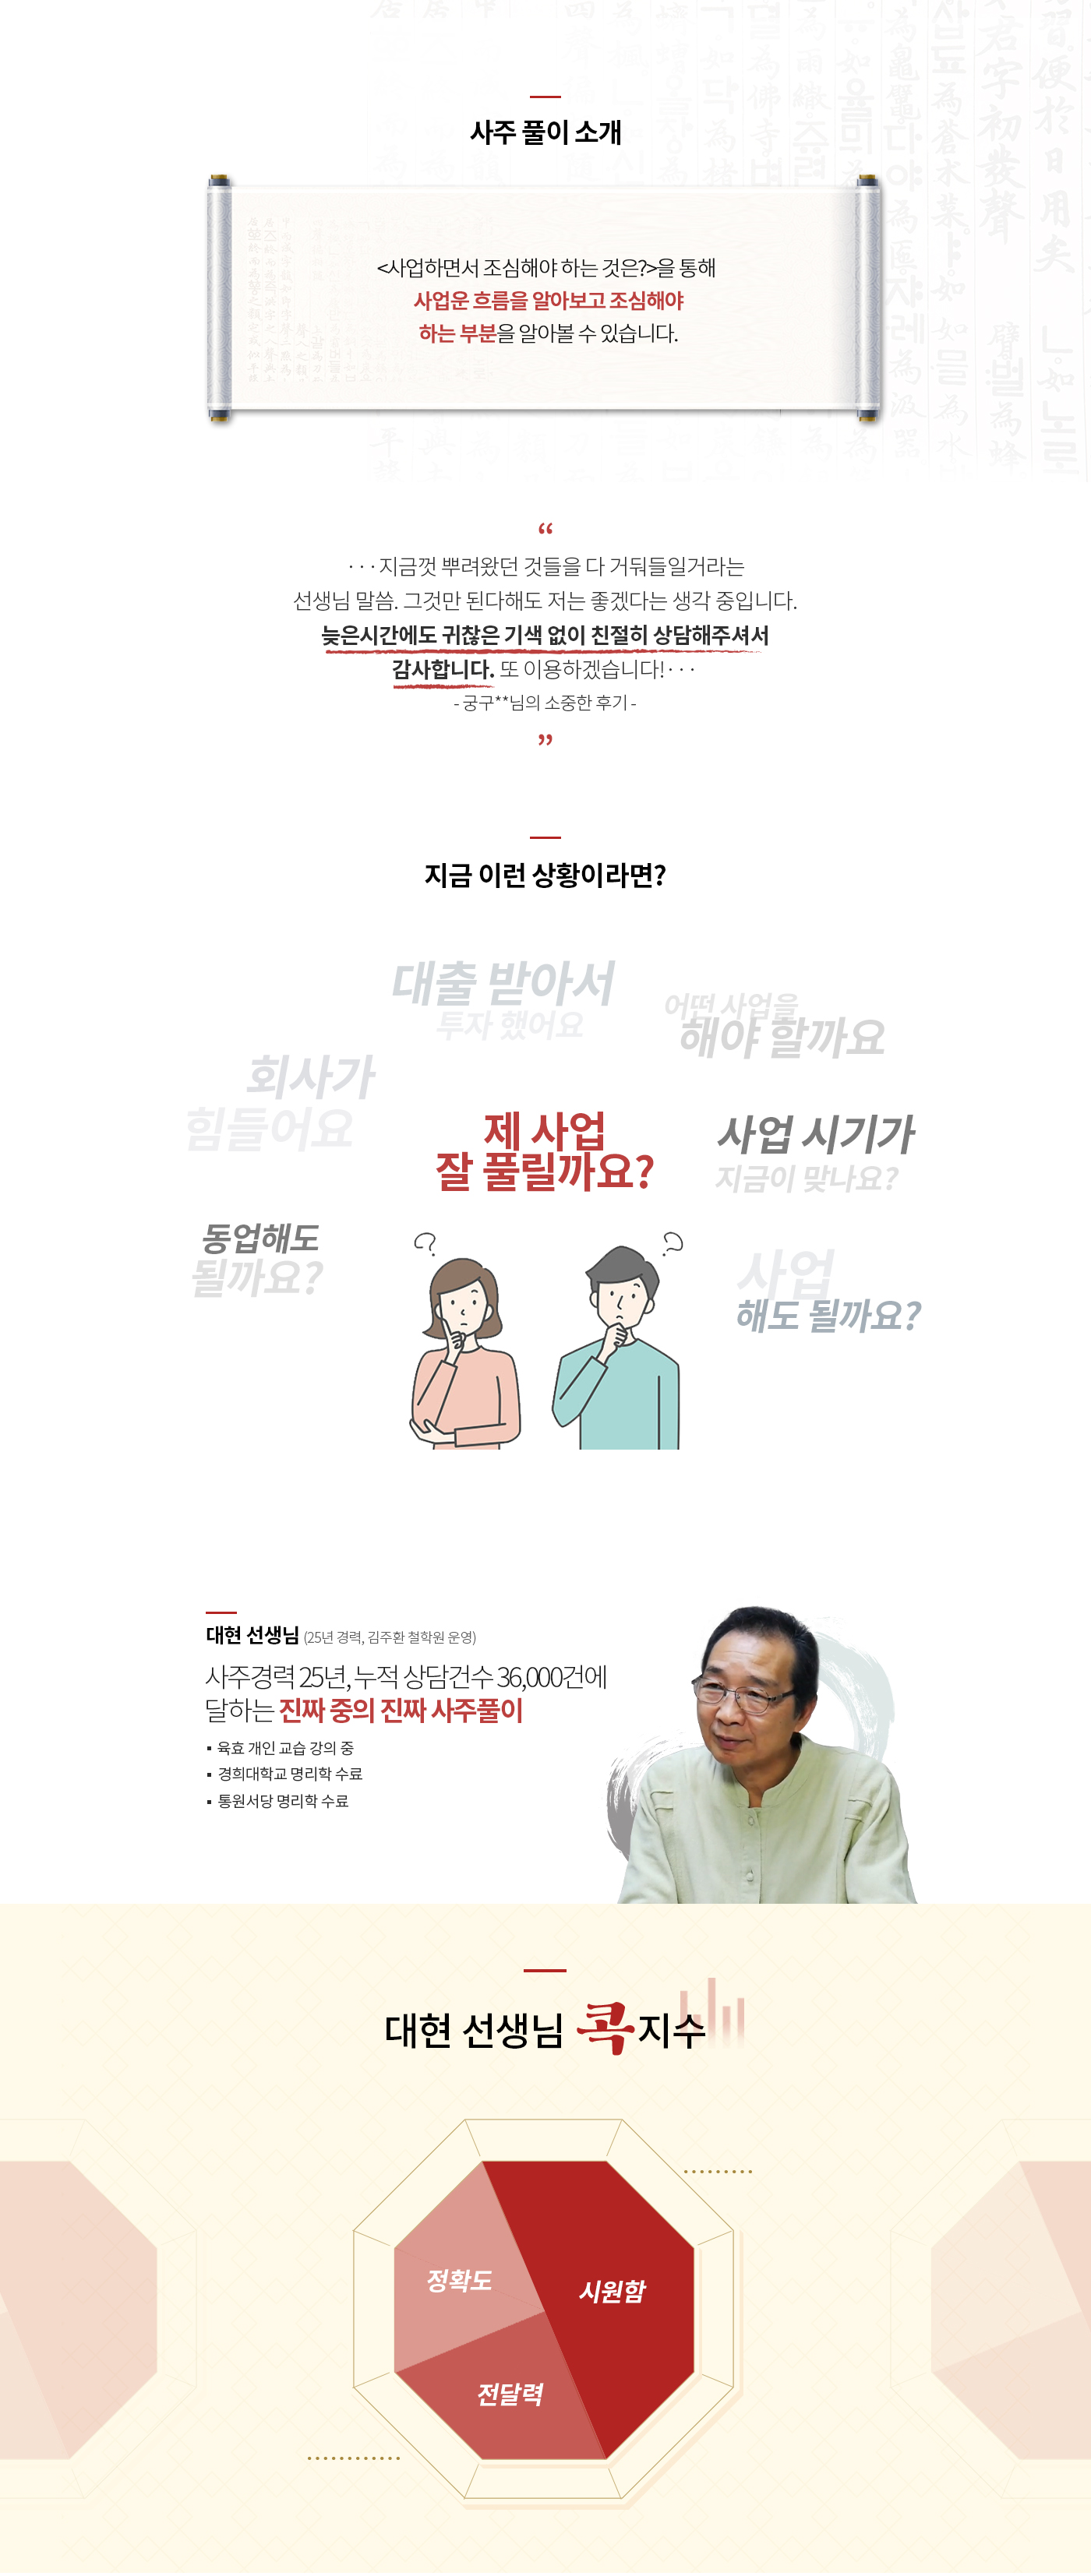 사주 풀이 소개
<사업하면서 조심해야 하는 것은?>을 통해
사업운 흐름을 알아보고 조심해야
하는 부분을 알아볼 수 있습니다.
“
···지금껏 뿌려왔던 것들을 다 거둬들일거라는
선생님 말씀. 그것만 된다해도 저는 좋겠다는 생각 중입니다.
늦은시간에도 귀찮은 기색 없이 친절히 상담해주셔서
감사합니다. 또 이용하겠습니다!···
- 궁구**님의 소중한 후기 -
”
지금 이런 상황이라면?
대출 받아서
투자 했어요
어떤 사업을
해야 할까요
회사가
힘들어요
제 사업
잘 풀릴까요?
사업 시기가
지금이 맞나요?
동업해도
될까요?
사업
해도 될까요?
대현 선생님 (25년 경력, 김주환 철학원 운영)
사주경력 25년, 누적 상담건수 36,000건에
달하는 진짜 중의 진짜 사주풀이
▪ 육효 개인 교습 강의 중
▪ 경희대학교 명리학 수료
▪ 통원서당 명리학 수료
대현 선생님 콕지수
정확도
시원함
전달력